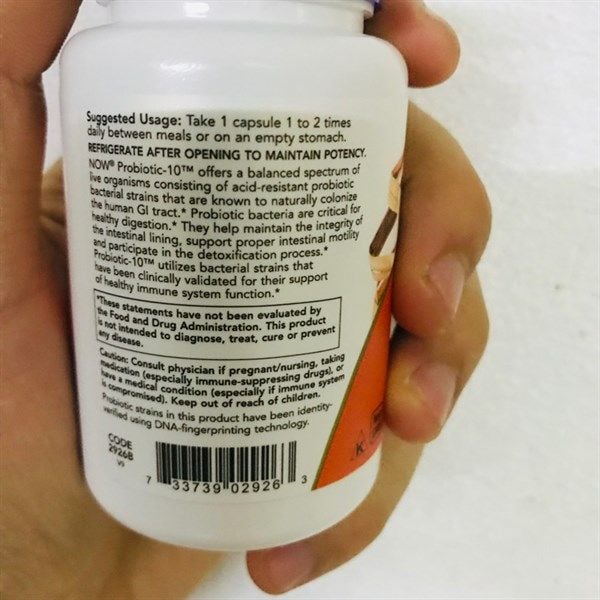 Suggested Usage: Take 1 capsule 1 to 2 times
daily between meals or on an empty stomach.
REFRIGERATE AFTER OPENING TO MAINTAIN POTENCY.
NOW® Probiotic-10™ offers a balanced spectrum of
live organisms consisting of acid-resistant probiotic
bacterial strains that are known to naturally colonize
the human GI tract.* Probiotic bacteria are critical for
healthy digestion.* They help maintain the integrity of
the intestinal lining, support proper intestinal motility
and participate in the detoxification process.*
Probiotic-10™ utilizes bacterial strains that
have been clinically validated for their support
of healthy immune system function.*
*These statements have not been evaluated by
the Food and Drug Administration. This product
is not intended to diagnose, treat, cure or prevent
any disease.
Caution: Consult physician if pregnant/nursing, taking
medication (especially immune-suppressing drugs), or
have a medical condition (especially if immune system
is compromised). Keep out of reach of children.
Probiotic strains in this product have been identity-
verified using DNA-fingerprinting technology.
CODE
2926B
V9
7 33739 02926 3
K